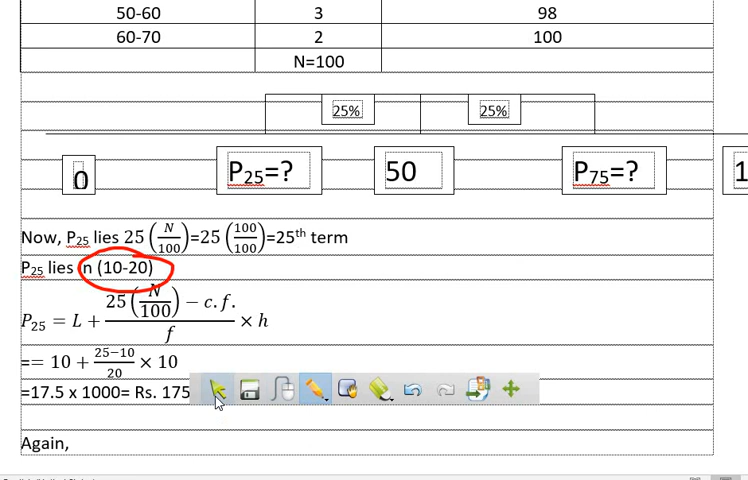 50-60 3 98
60-70 2 100
N=100
25% 25%
0 P₂₅=? 50 P₇₅=? 1
Now, P₂₅ lies 25 (N/100)=25 (100/100)=25ᵗʰ term
P₂₅ lies n (10-20)
P₂₅ = L + (25 (N/100) − c.f.)/f × h
== 10 + (25−10)/20 × 10
=17.5 x 1000= Rs. 175
Again,